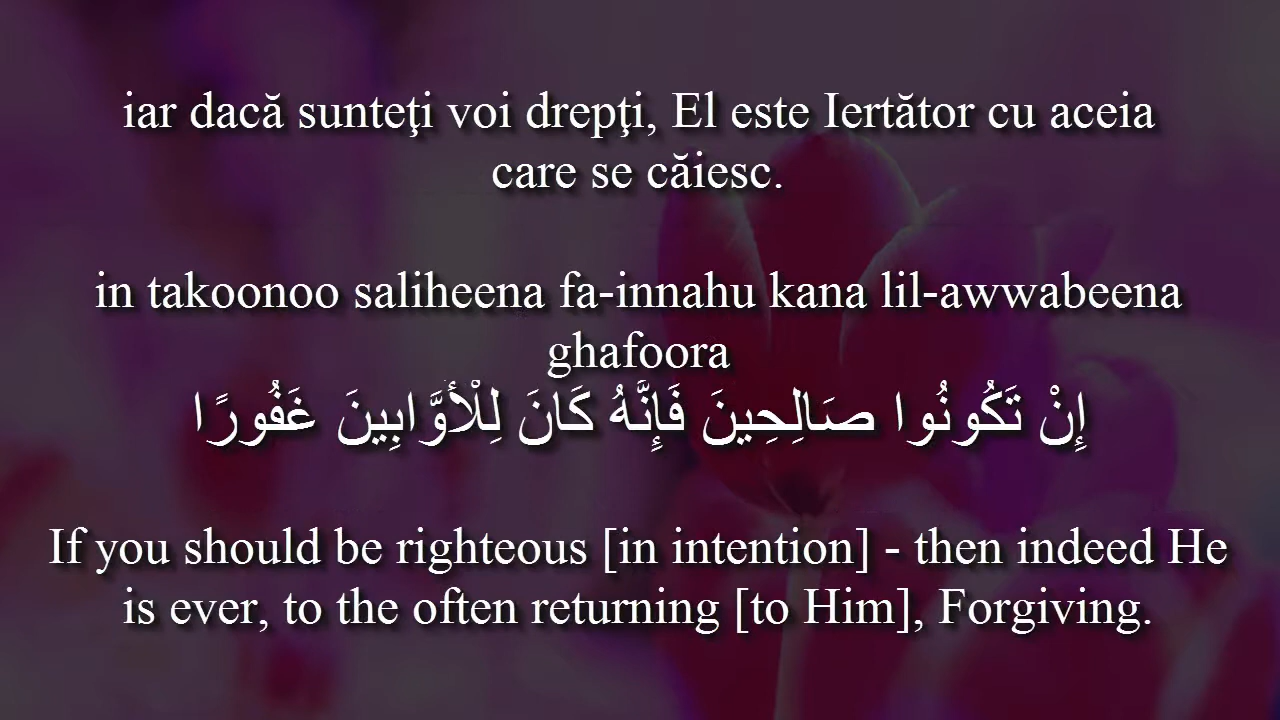 iar dacă sunteţi voi drepţi, El este Iertător cu aceia
care se căiesc.
in takoonoo saliheena fa-innahu kana lil-awwabeena
ghafoora
إِنْ تَكُونُوا صَالِحِينَ فَإِنَّهُ كَانَ لِلْأَوَّابِينَ غَفُورًا
If you should be righteous [in intention] - then indeed He
is ever, to the often returning [to Him], Forgiving.